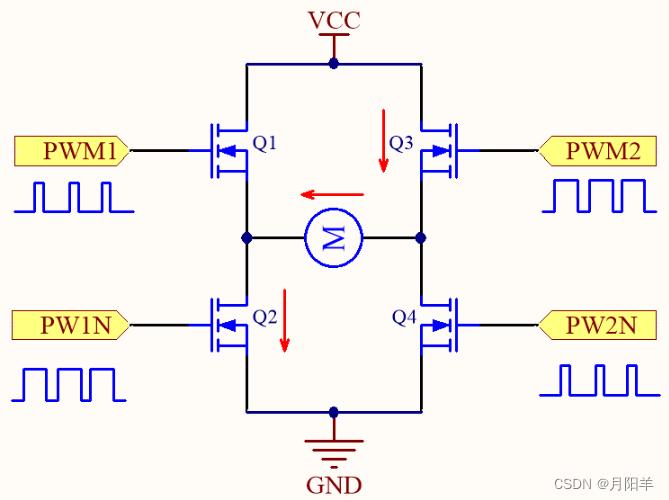 VCC
PWM1
Q1
Q3
PWM2
M
PW1N
Q2
Q4
PW2N
GND
CSDN @月阳羊